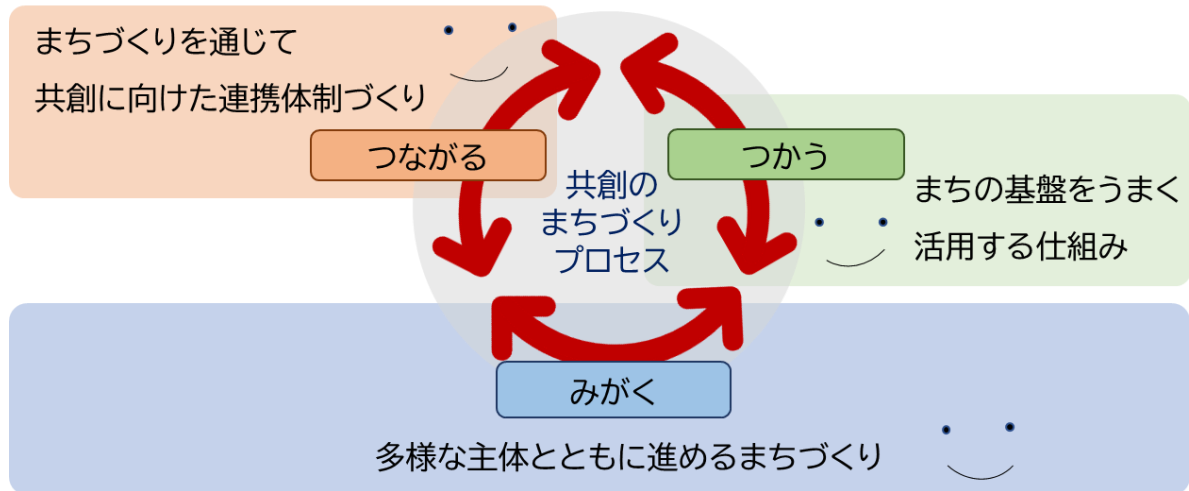 まちづくりを通じて
共創に向けた連携体制づくり
つながる
つかう
まちの基盤をうまく
活用する仕組み
共創の
まちづくり
プロセス
みがく
多様な主体とともに進めるまちづくり